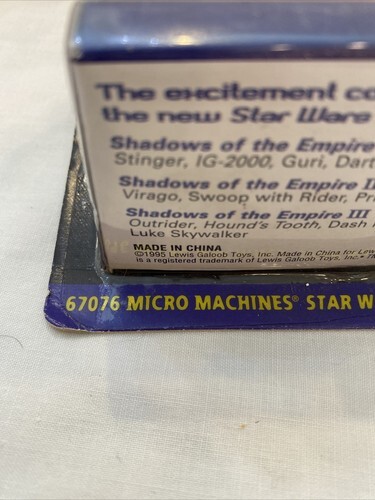 The excitement co
the new Star Wars
Shadows of the Empire
Stinger, IG-2000, Guri, Dart
Shadows of the Empire II
Virago, Swoop with Rider, Pri
Shadows of the Empire III
Outrider, Hound's Tooth, Dash
Luke Skywalker
MADE IN CHINA
©1995 Lewis Galoob Toys, Inc. Made in China for Lew
is a registered trademark of Lewis Galoob Toys, Inc. • TM
67076 MICRO MACHINES® STAR W